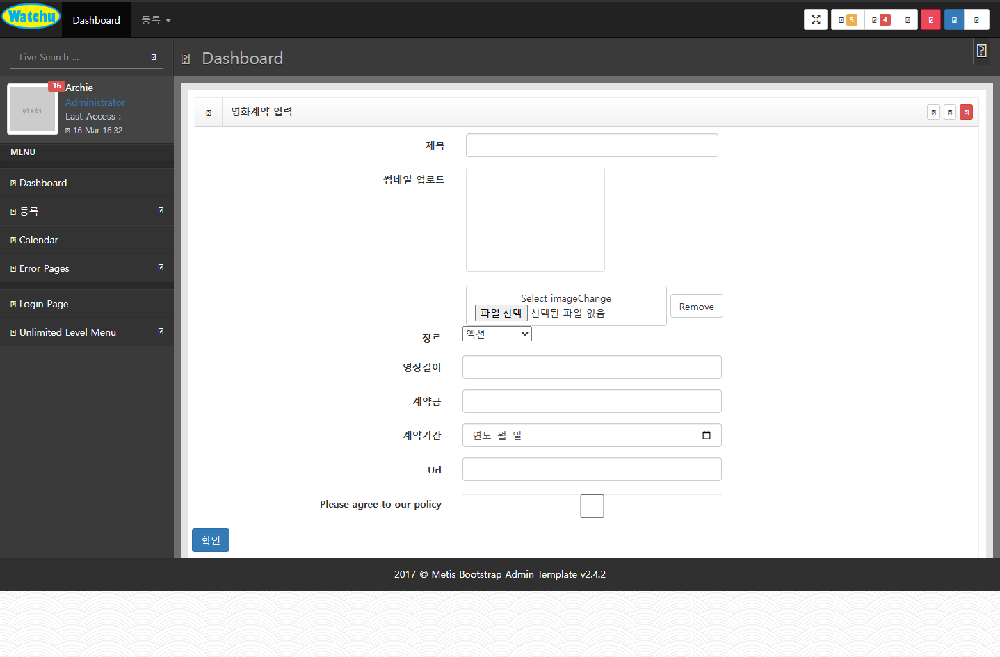 Watchu
Dashboard
등록
5
4
Live Search ...
Dashboard
64 x 64
16
Archie
Administrator
Last Access :
16 Mar 16:32
MENU
Dashboard
등록
Calendar
Error Pages
Login Page
Unlimited Level Menu
영화계약 입력
제목
썸네일 업로드
Select imageChange
파일 선택 선택된 파일 없음
Remove
장르
액션
영상길이
계약금
계약기간
연도-월-일
Url
Please agree to our policy
확인
2017 © Metis Bootstrap Admin Template v2.4.2